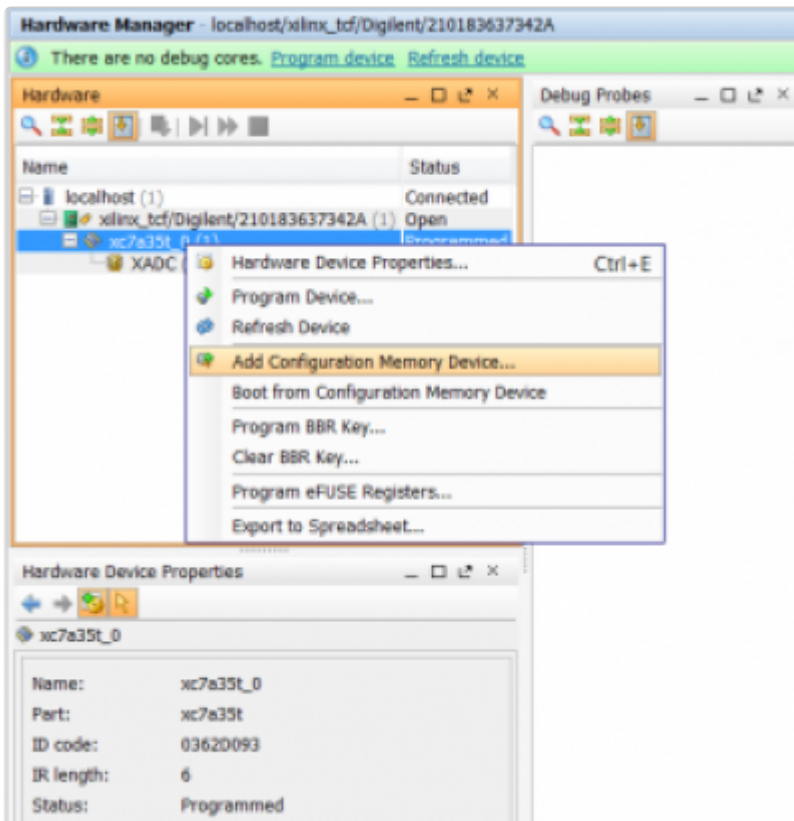 Hardware Manager - localhost/xilinx_tcf/Digilent/210183637342A
There are no debug cores. Program device Refresh device
Hardware
Debug Probes
Name Status
localhost (1) Connected
xilinx_tcf/Digilent/210183637342A (1) Open
xc7a35t_0 (1) Programmed
XADC (
Hardware Device Properties... Ctrl+E
Program Device...
Refresh Device
Add Configuration Memory Device...
Boot from Configuration Memory Device
Program BBR Key...
Clear BBR Key...
Program eFUSE Registers...
Export to Spreadsheet...
Hardware Device Properties
xc7a35t_0
Name: xc7a35t_0
Part: xc7a35t
ID code: 0362D093
IR length: 6
Status: Programmed